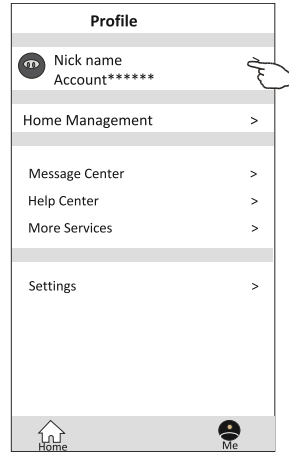 Profile
Nick name
Account******
Home Management >
Message Center >
Help Center >
More Services >
Settings >
Home Me